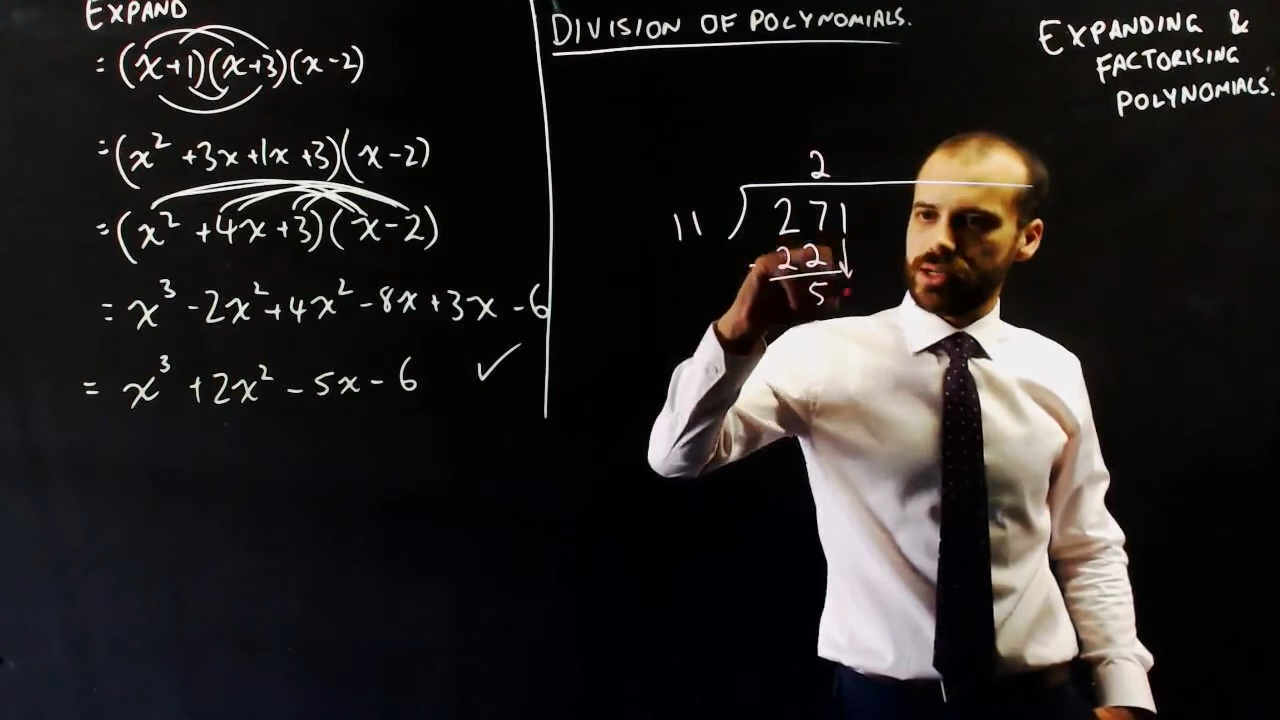 EXPAND
= (x+1)(x+3)(x-2)
= (x² +3x+1x+3)(x-2)
= (x² +4x+3)(x-2)
= x³ -2x²+4x² -8x+3x -6
= x³ +2x² -5x-6 ✓
DIVISION OF POLYNOMIALS.
2
11 ) 271
- 22
5
EXPANDING &
FACTORISING
POLYNOMIALS.